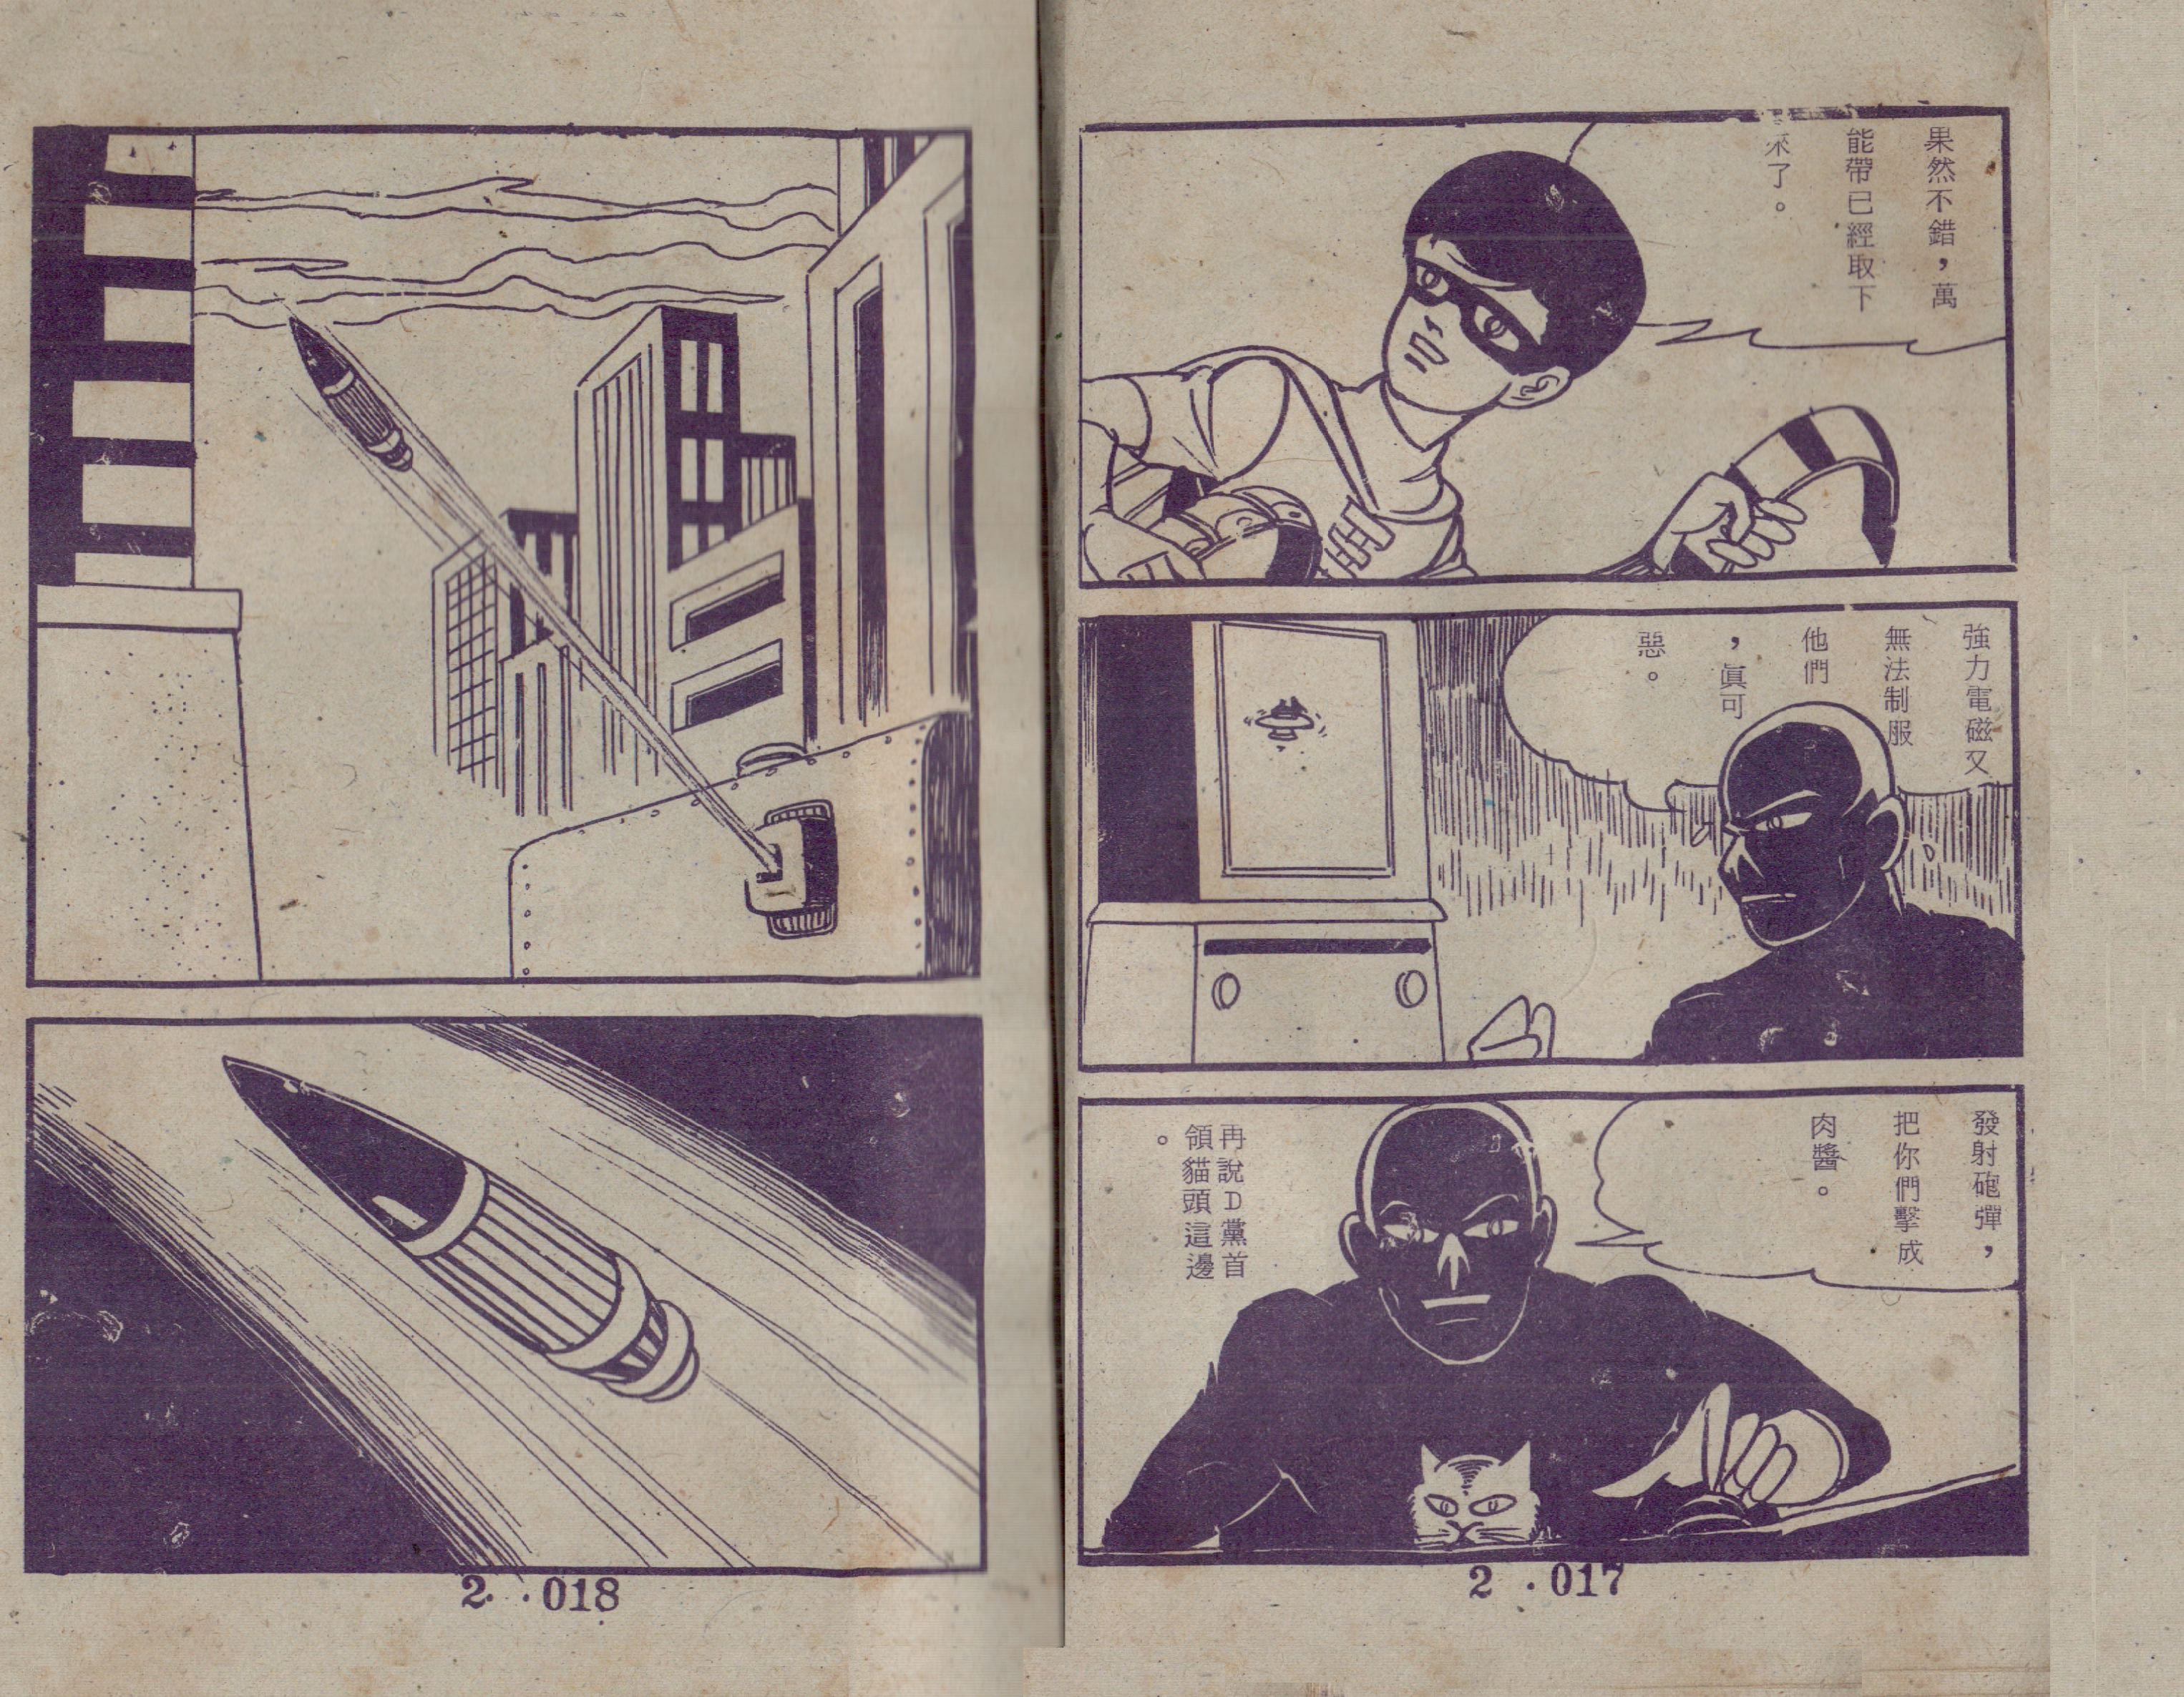 果然不錯，萬
能帶已經取下
來了。
強力電磁又
無法制服
他們
，眞可
惡。
發射砲彈，
把你們擊成
肉醬。
再說D黨首
領貓頭這邊
。
2.017
2.018